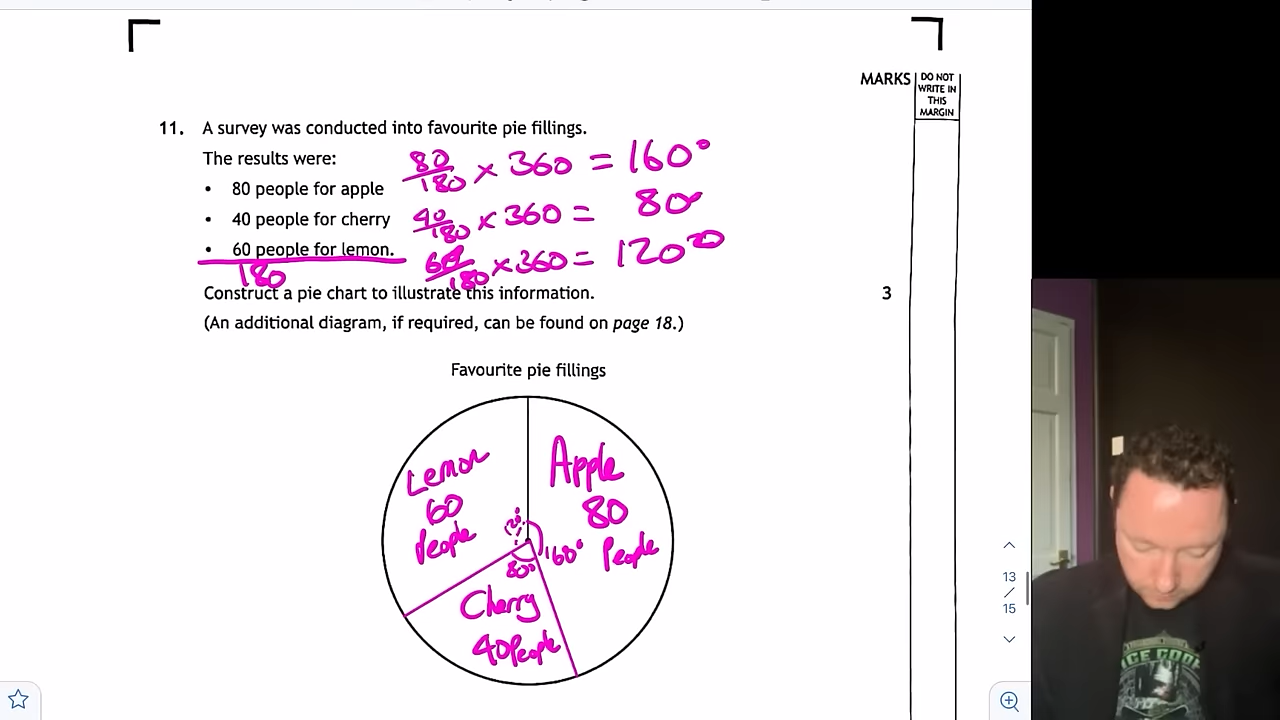 MARKS
DO NOT
WRITE IN
THIS
MARGIN
11. A survey was conducted into favourite pie fillings.
The results were:
• 80 people for apple
• 40 people for cherry
• 60 people for lemon.
180
80/180 × 360 = 160°
40/180 × 360 = 80°
60/180 × 360 = 120°
Construct a pie chart to illustrate this information. 3
(An additional diagram, if required, can be found on page 18.)
Favourite pie fillings
Lemon
60
People
Apple
80
People
120°
160°
80°
Cherry
40 People
13
/
15